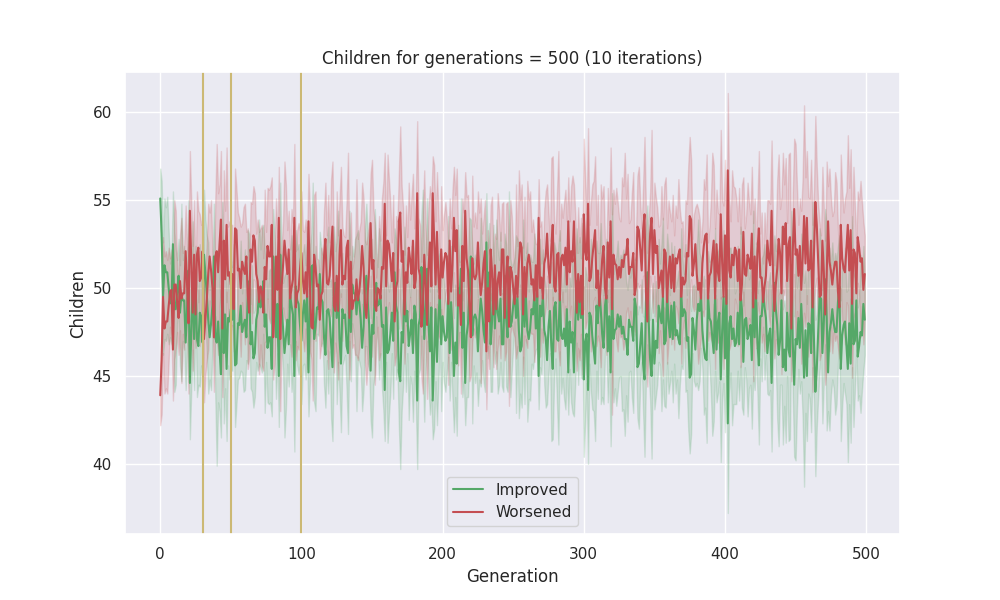 Children for generations = 500 (10 iterations)
60
55
50
45
40
Children
Improved
Worsened
0 100 200 300 400 500
Generation